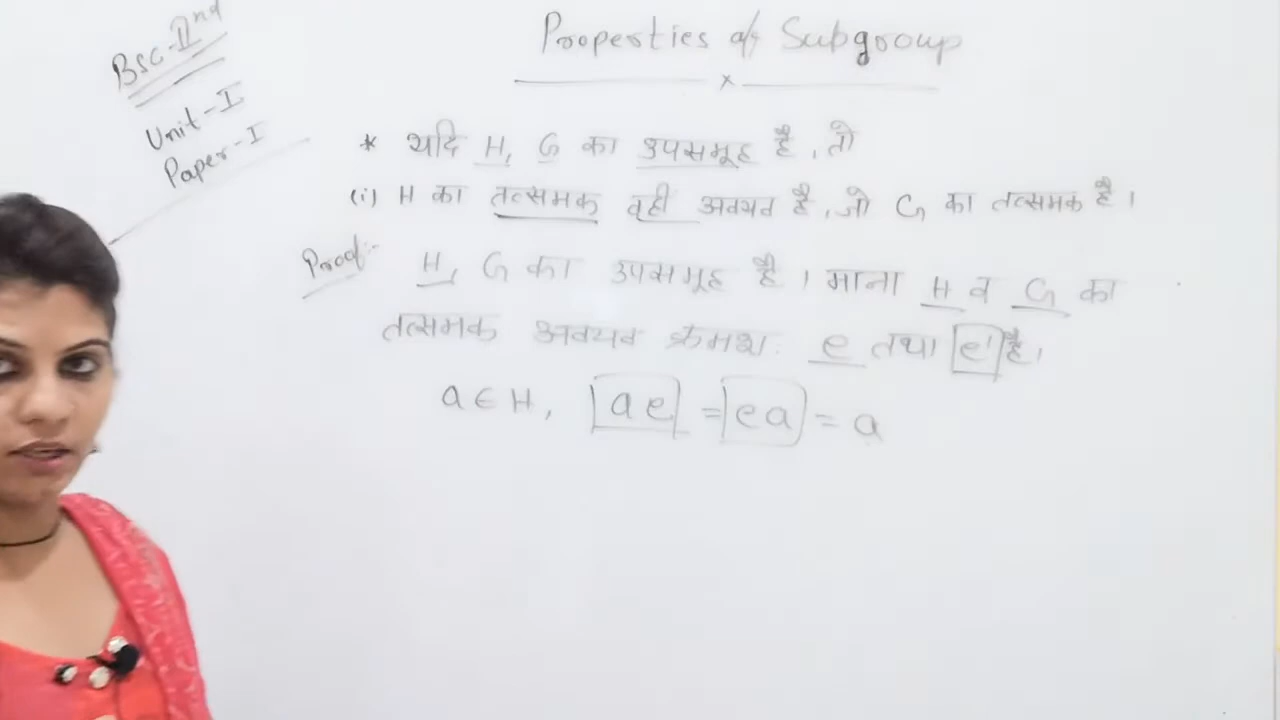 Properties of Subgroup
Bsc-IInd
Unit-I
Paper-I
* यदि H, G का उपसमूह है, तो
(i) H का तत्समक वही अवयव है, जो G का तत्समक है।
Proof:- H, G का उपसमूह है। माना H व G का
तत्समक अवयव क्रमशः e तथा e' है।
a ∈ H, ae = ea = a